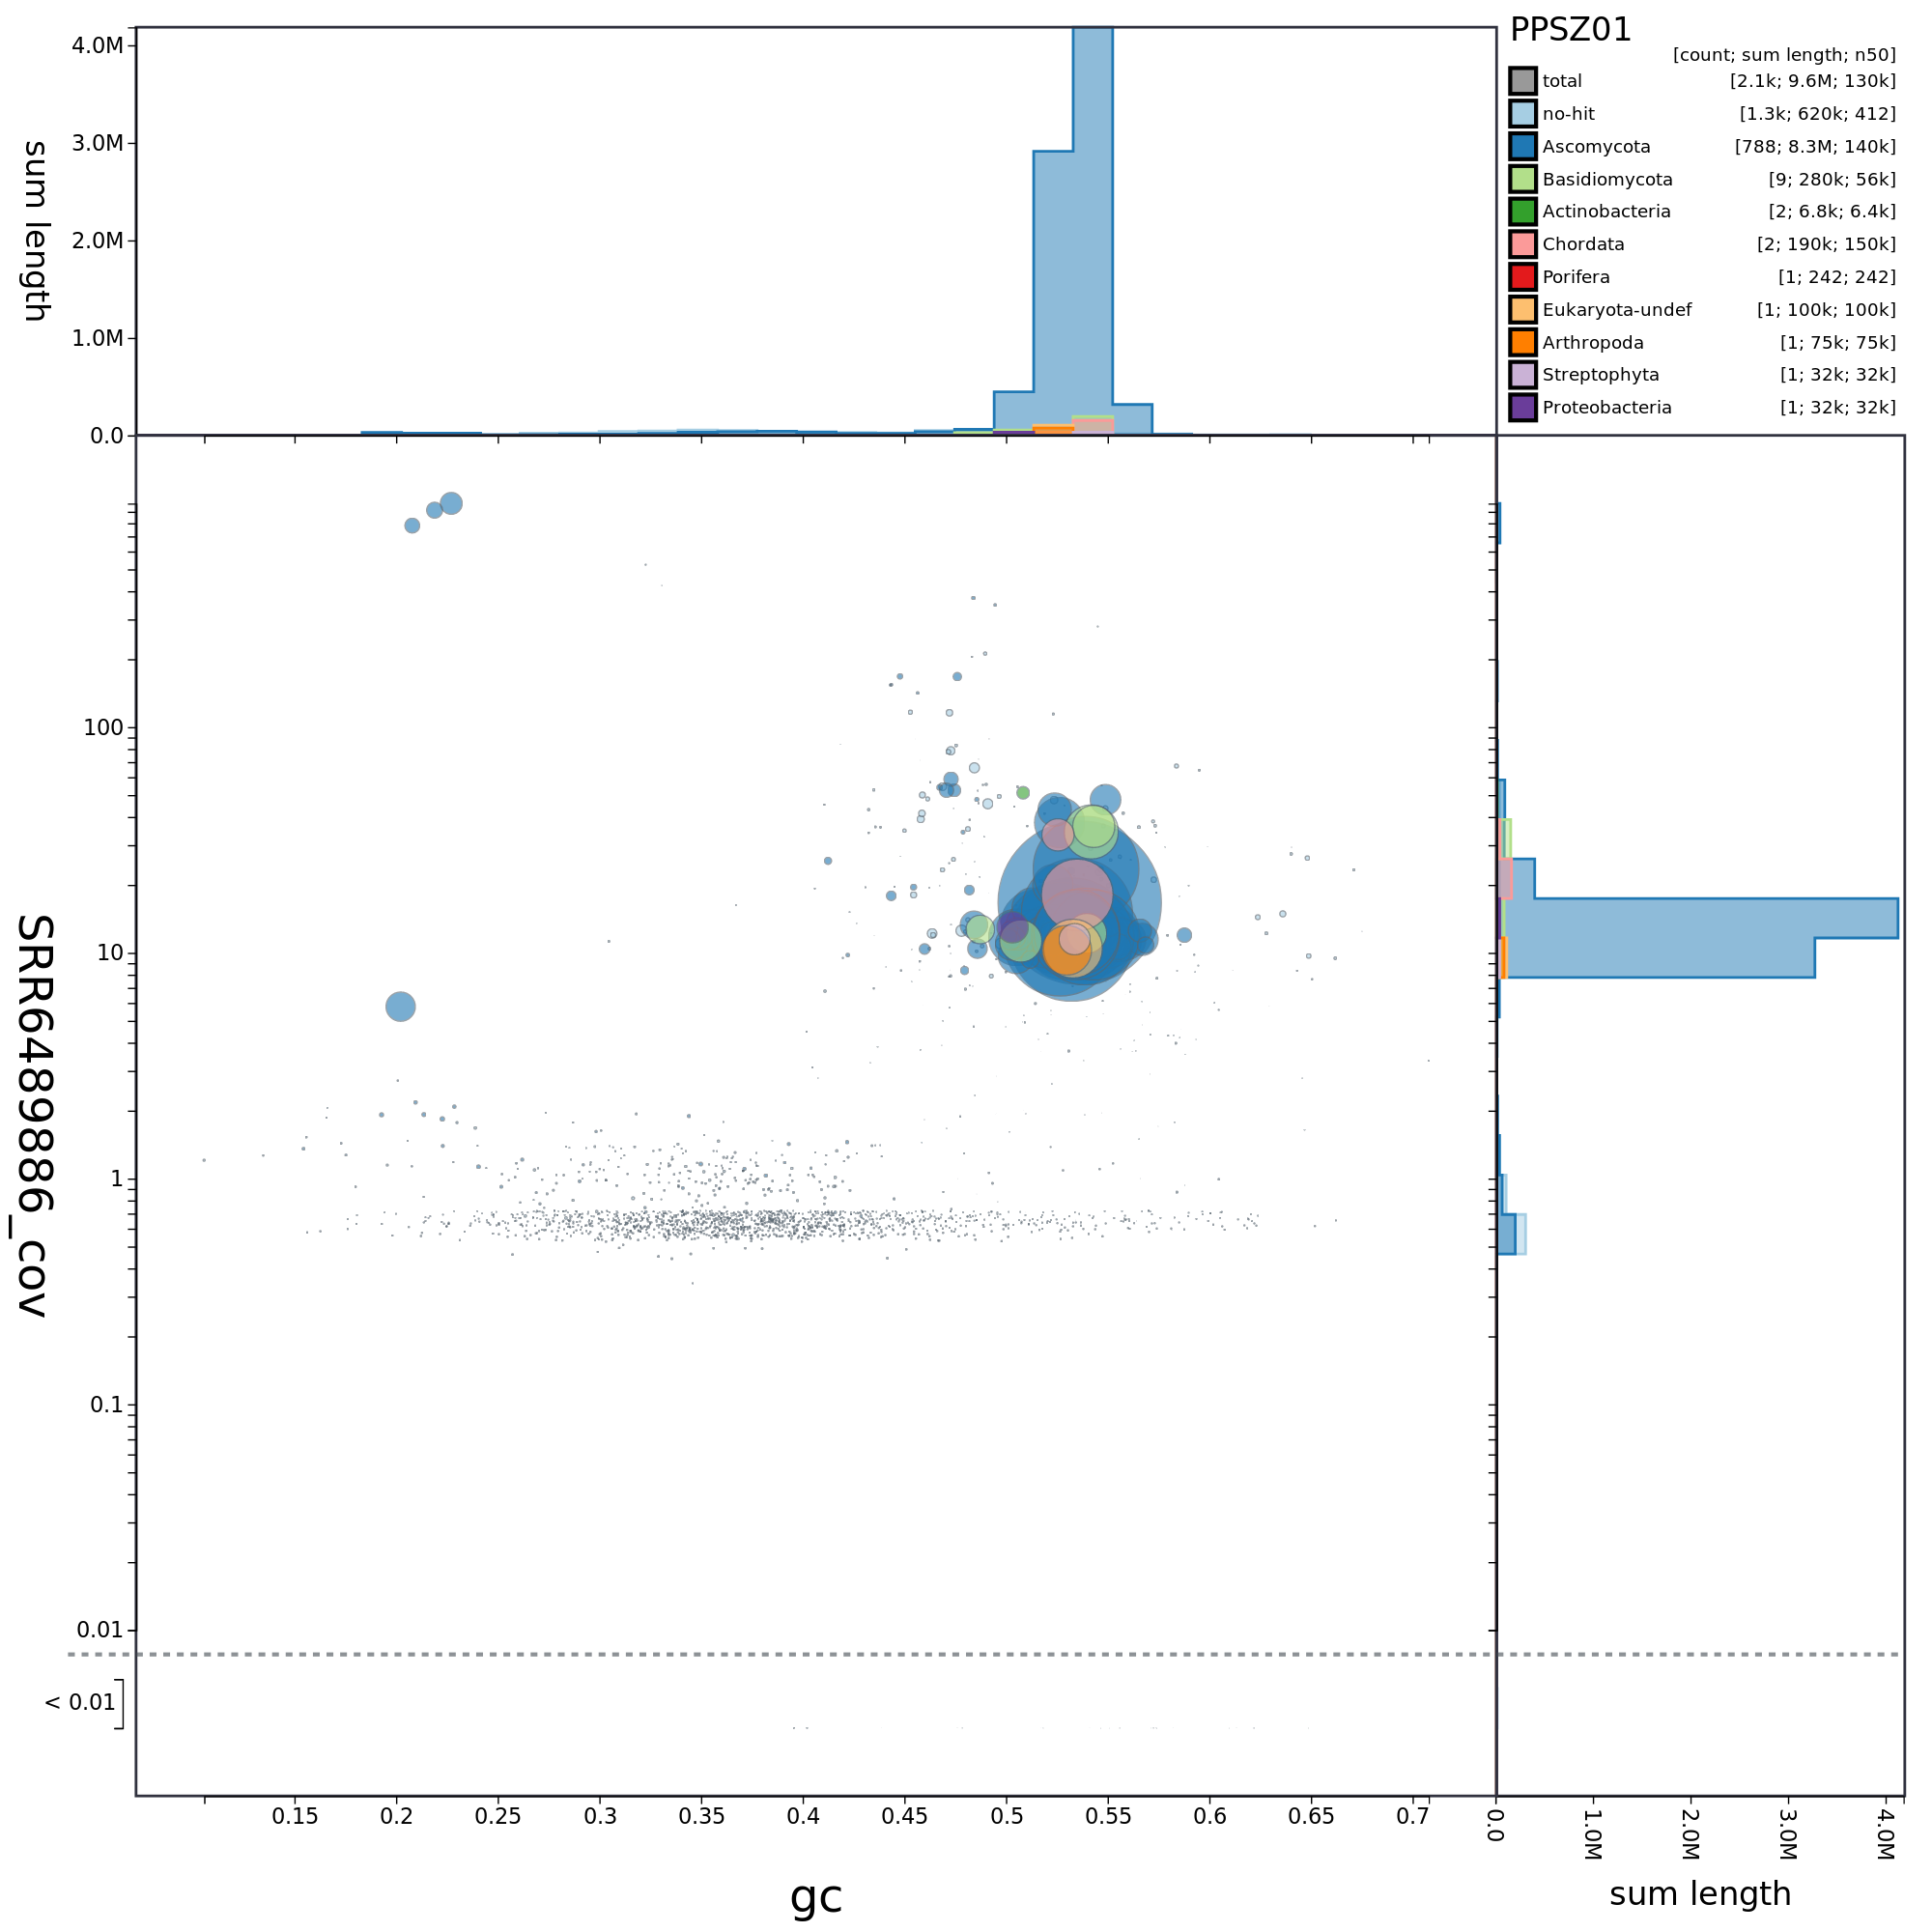 PPSZ01
[count; sum length; n50]
total [2.1k; 9.6M; 130k]
no-hit [1.3k; 620k; 412]
Ascomycota [788; 8.3M; 140k]
Basidiomycota [9; 280k; 56k]
Actinobacteria [2; 6.8k; 6.4k]
Chordata [2; 190k; 150k]
Porifera [1; 242; 242]
Eukaryota-undef [1; 100k; 100k]
Arthropoda [1; 75k; 75k]
Streptophyta [1; 32k; 32k]
Proteobacteria [1; 32k; 32k]
sum length
4.0M
3.0M
2.0M
1.0M
0.0
SRR6489886_cov
100
10
1
0.1
0.01
< 0.01
0.15 0.2 0.25 0.3 0.35 0.4 0.45 0.5 0.55 0.6 0.65 0.7
gc
0.0 1.0M 2.0M 3.0M 4.0M
sum length